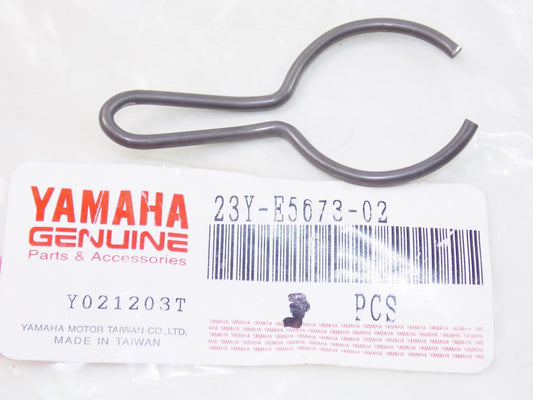 YAMAHA
GENUINE
Parts & Accessories
23Y-E5673-02
Y021203T
PCS
YAMAHA MOTOR TAIWAN CO.,LTD.
MADE IN TAIWAN